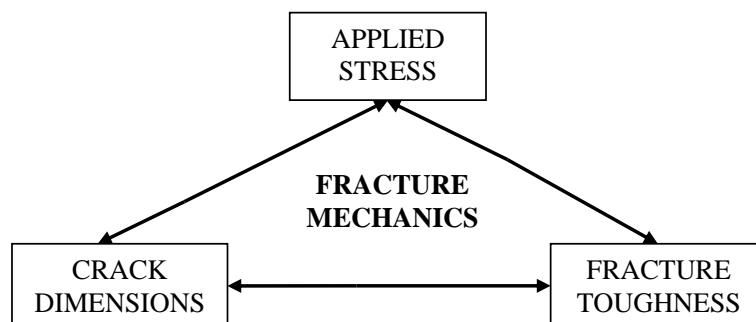 APPLIED
STRESS
FRACTURE
MECHANICS
CRACK
DIMENSIONS
FRACTURE
TOUGHNESS